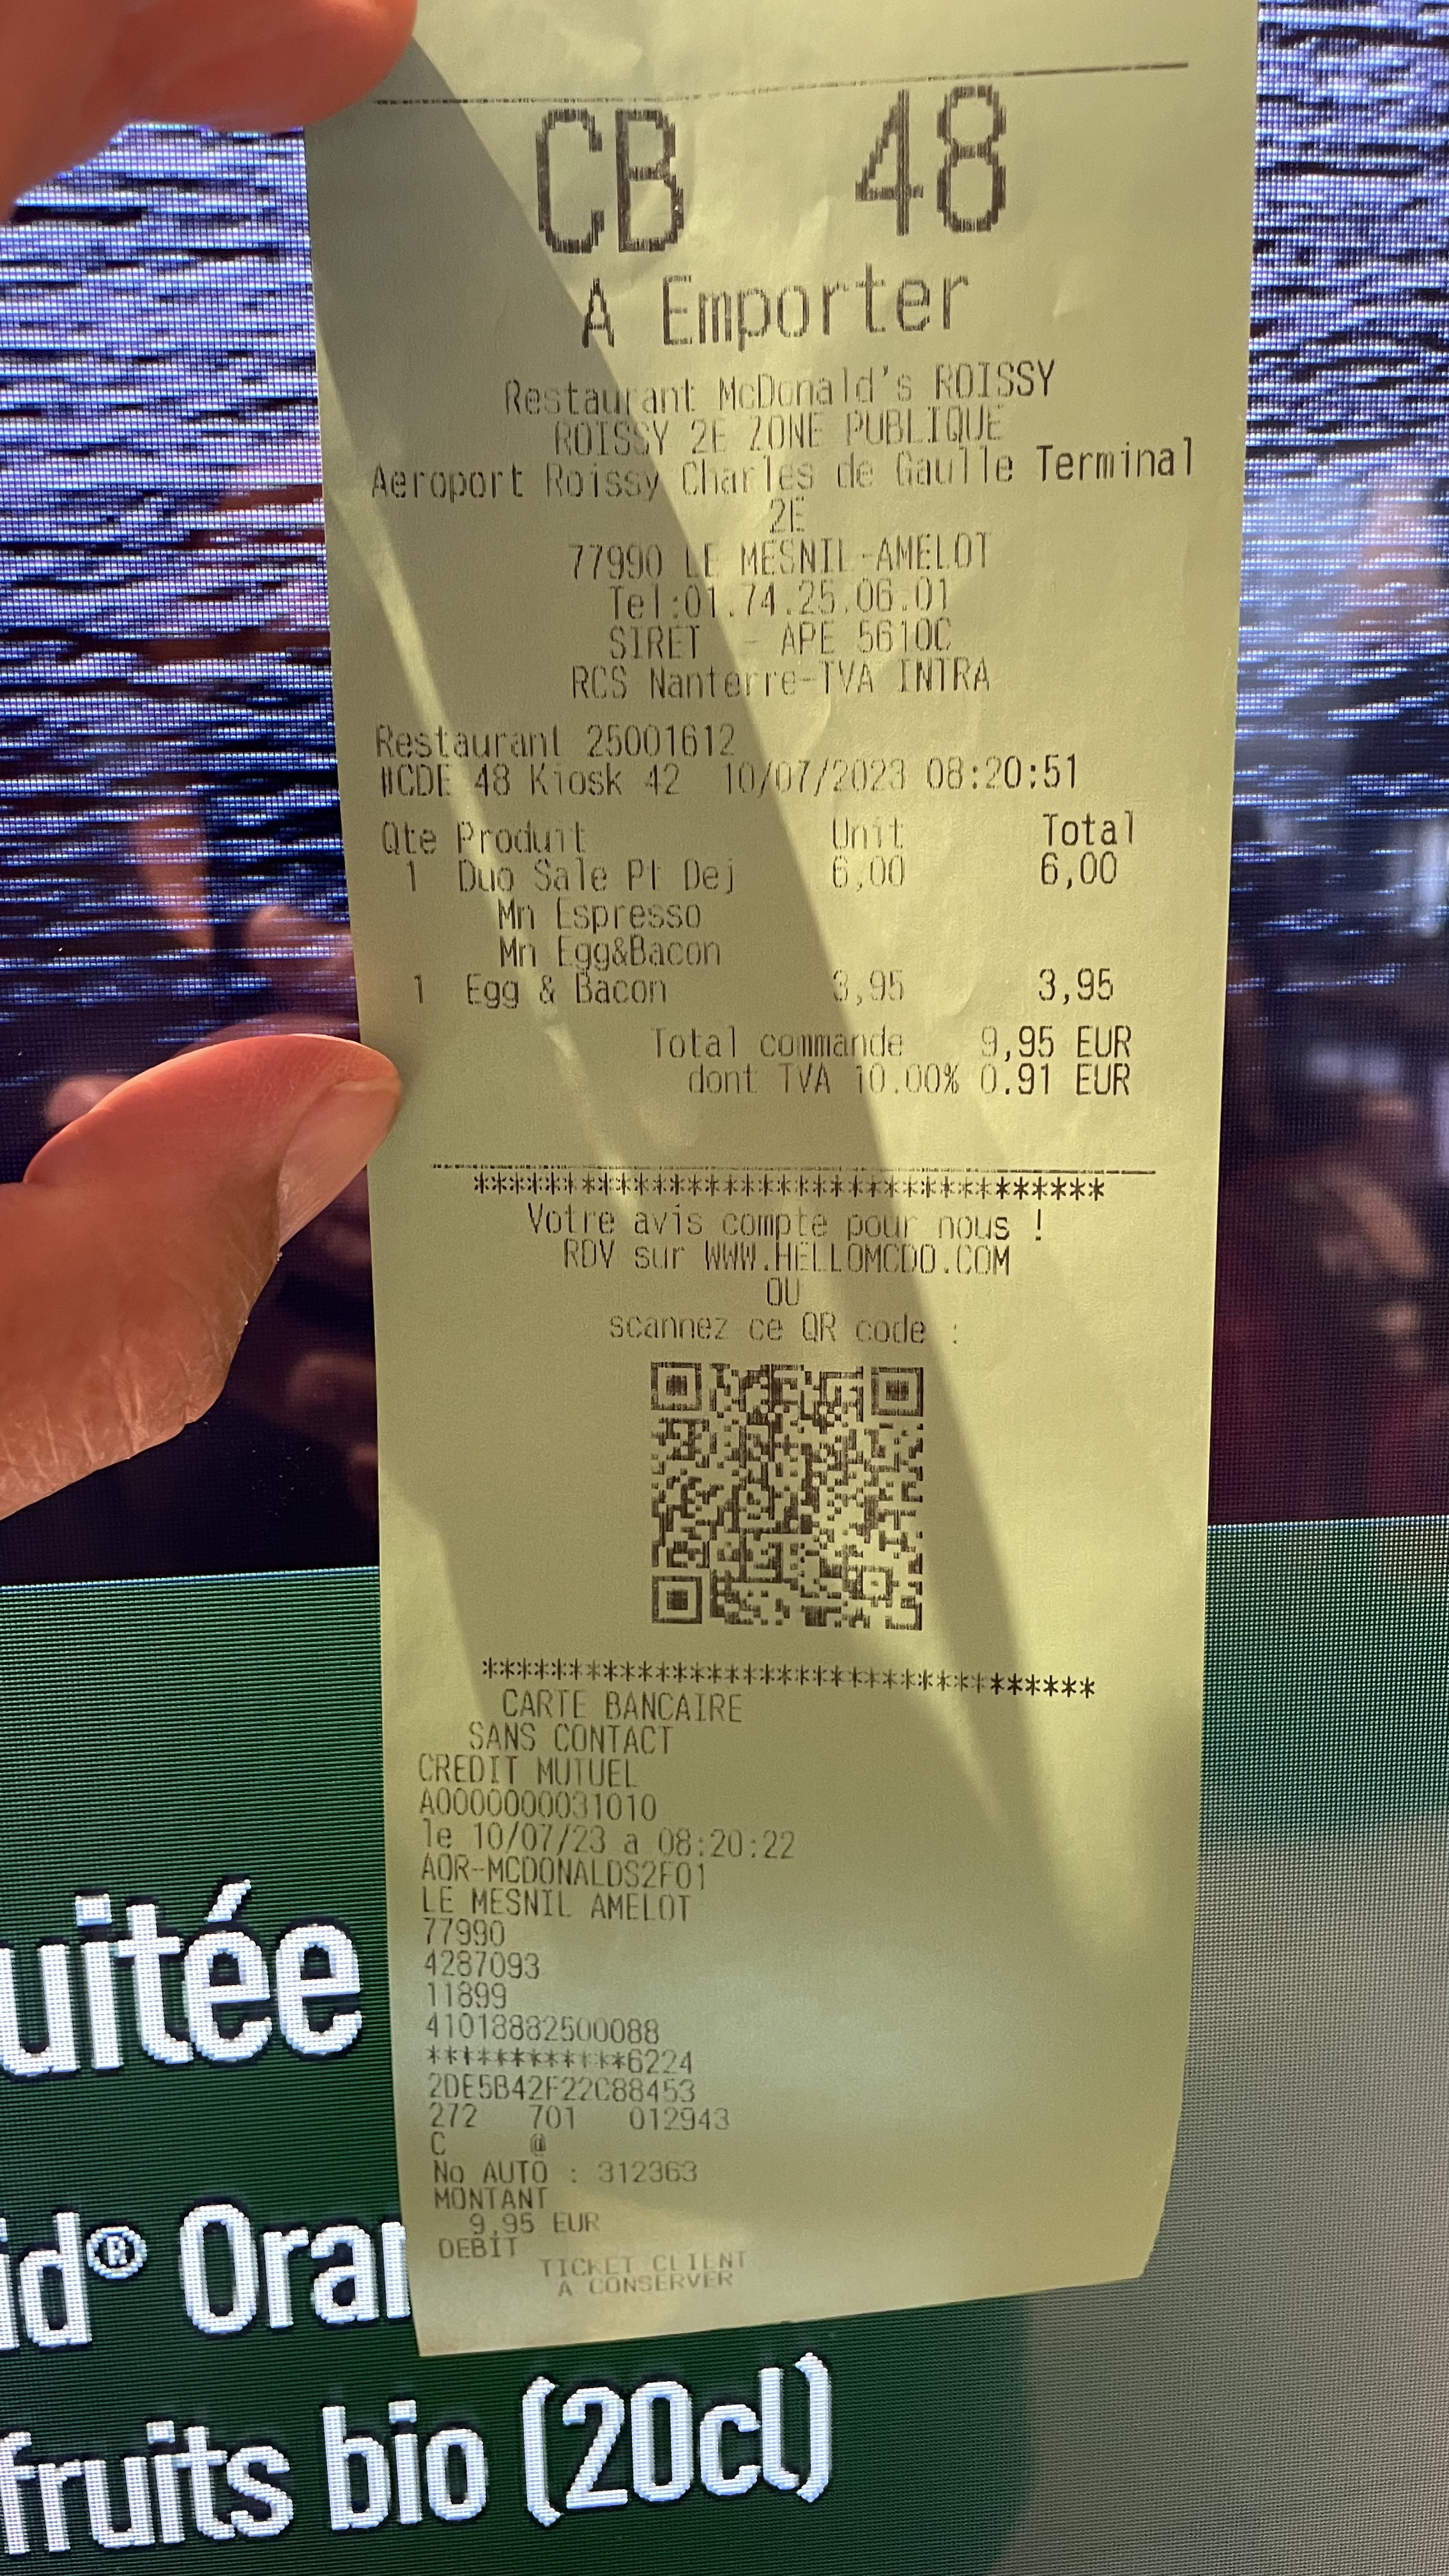 CB 48
A Emporter
Restaurant McDonald's ROISSY
ROISSY 2E ZONE PUBLIQUE
Aeroport Roissy Charles de Gaulle Terminal
2E
77990 LE MESNIL-AMELOT
Tel:01.74.25.06.01
SIRET - APE 5610C
RCS Nanterre-TVA INTRA
Restaurant 25001612
#CDE 48 Kiosk 42 10/07/2023 08:20:51
Qte Produit Unit Total
1 Duo Sale Pt Dej 6,00 6,00
Mn Espresso
Mn Egg&Bacon
1 Egg & Bacon 3,95 3,95
Total commande 9,95 EUR
dont TVA 10.00% 0.91 EUR
************************************
Votre avis compte pour nous !
RDV sur WWW.HELLOMCDO.COM
OU
scannez ce QR code :
************************************
CARTE BANCAIRE
SANS CONTACT
CREDIT MUTUEL
A0000000031010
le 10/07/23 a 08:20:22
AOR-MCDONALDS2F01
LE MESNIL AMELOT
77990
4287093
11899
41018882500088
************6224
2DE5B42F22C88453
272 701 012943
C @
No AUTO : 312363
MONTANT
9,95 EUR
DEBIT
TICKET CLIENT
A CONSERVER
uitée
id® Oran
fruits bio (20cl)